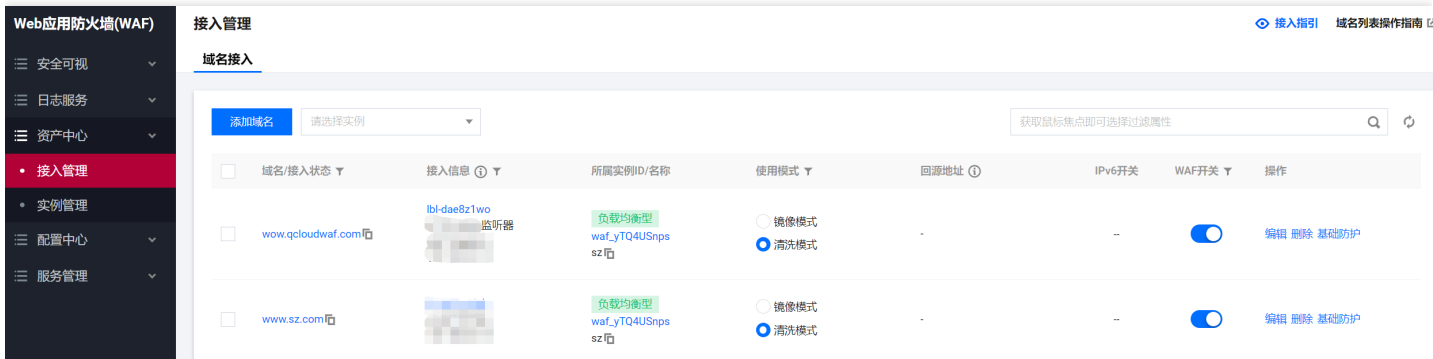 Web应用防火墙(WAF)
安全可视
日志服务
资产中心
接入管理
实例管理
配置中心
服务管理
接入管理
接入指引 域名列表操作指南
域名接入
添加域名 请选择实例 获取鼠标焦点即可选择过滤属性
域名/接入状态 接入信息 所属实例ID/名称 使用模式 回源地址 IPv6开关 WAF开关 操作
lbl-dae8z1wo
监听器
wow.qcloudwaf.com
负载均衡型
waf_yTQ4USnps
sz
镜像模式
清洗模式
-
--
编辑 删除 基础防护
www.sz.com
负载均衡型
waf_yTQ4USnps
sz
镜像模式
清洗模式
-
--
编辑 删除 基础防护